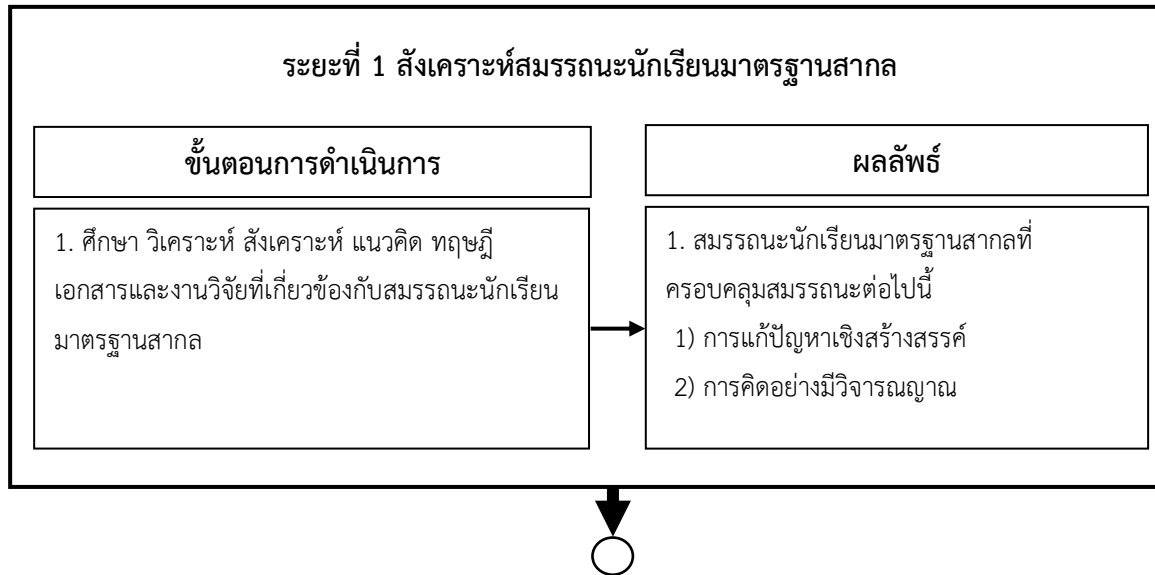 ระยะที่ 1 สังเคราะห์สมรรถนะนักเรียนมาตรฐานสากล
ขั้นตอนการดำเนินการ
1. ศึกษา วิเคราะห์ สังเคราะห์ แนวคิด ทฤษฎี
เอกสารและงานวิจัยที่เกี่ยวข้องกับสมรรถนะนักเรียน
มาตรฐานสากล
ผลลัพธ์
1. สมรรถนะนักเรียนมาตรฐานสากลที่
ครอบคลุมสมรรถนะต่อไปนี้
1) การแก้ปัญหาเชิงสร้างสรรค์
2) การคิดอย่างมีวิจารณญาณ